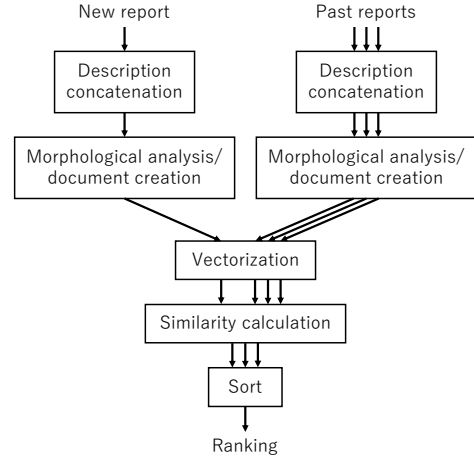 New report
Past reports
Description
concatenation
Description
concatenation
Morphological analysis/
document creation
Morphological analysis/
document creation
Vectorization
Similarity calculation
Sort
Ranking